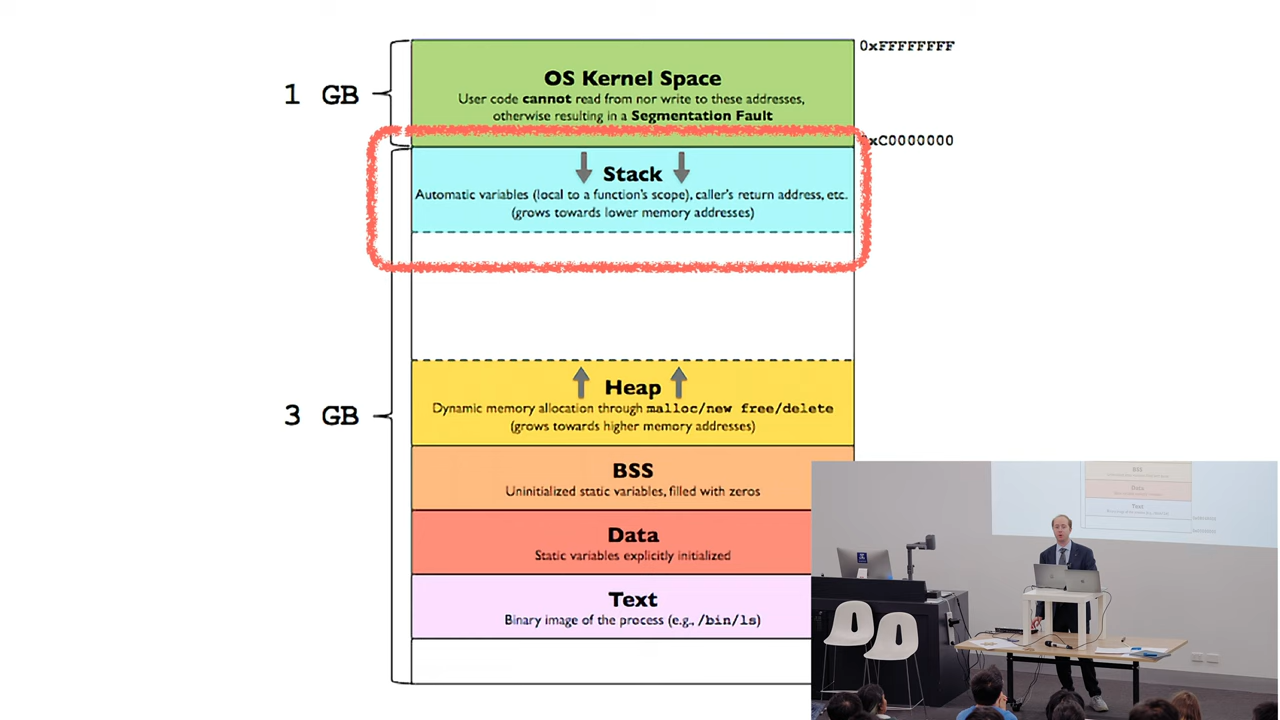 0xFFFFFFFF
1 GB
OS Kernel Space
User code cannot read from nor write to these addresses,
otherwise resulting in a Segmentation Fault
xC0000000
Stack
Automatic variables (local to a function's scope), caller's return address, etc.
(grows towards lower memory addresses)
3 GB
Heap
Dynamic memory allocation through malloc/new free/delete
(grows towards higher memory addresses)
BSS
Uninitialized static variables, filled with zeros
Data
Static variables explicitly initialized
Text
Binary image of the process (e.g., /bin/ls)
BSS
Data
Text